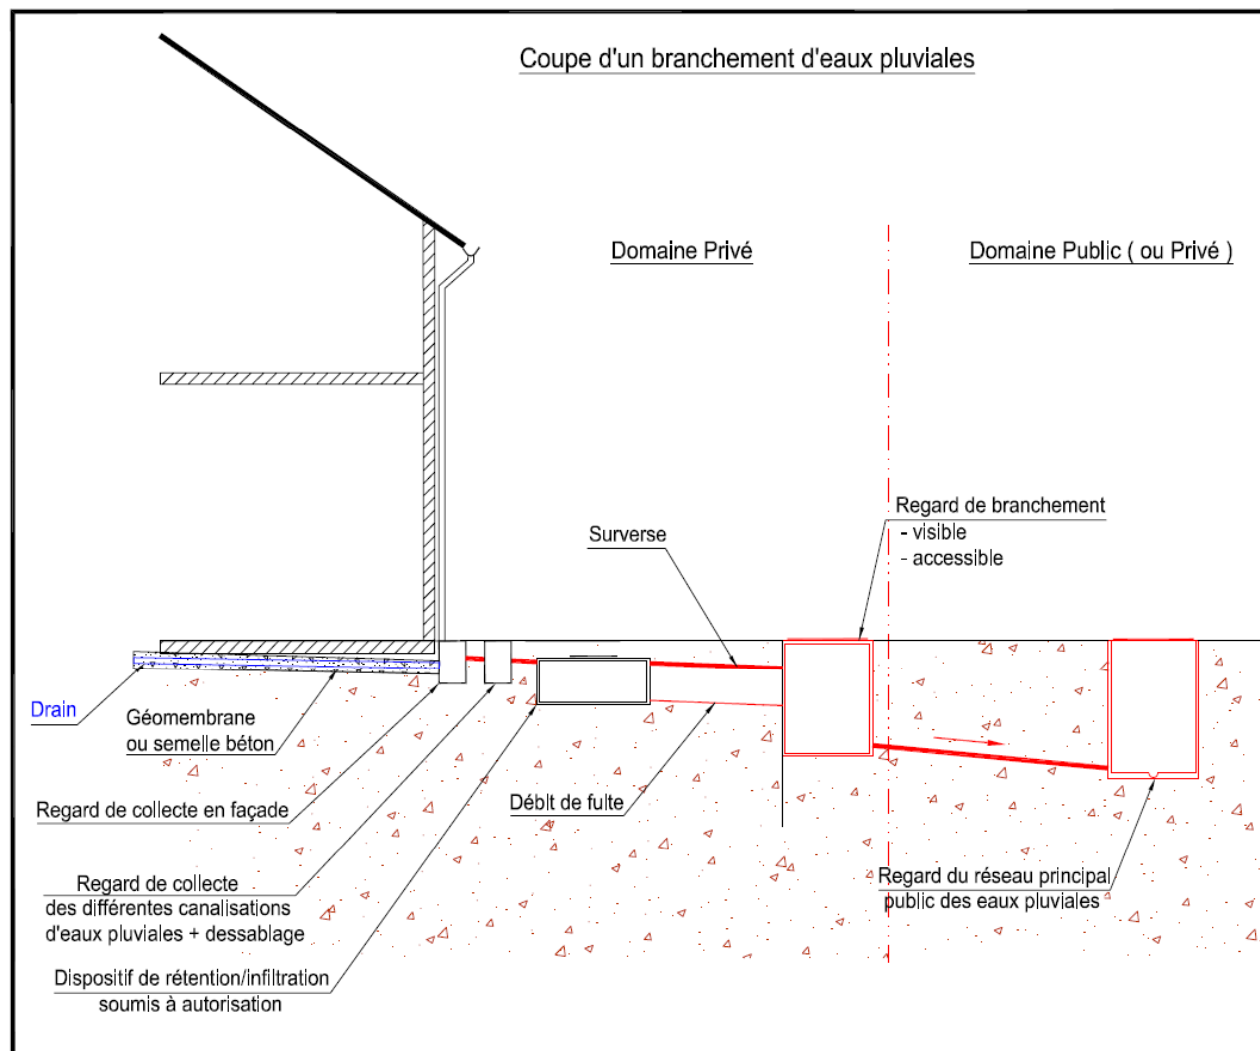 Coupe d'un branchement d'eaux pluviales
Domaine Privé
Domaine Public ( ou Privé )
Regard de branchement
- visible
- accessible
Surverse
Drain
Géomembrane
ou semelle béton
Regard de collecte en façade
Débit de fuite
Regard de collecte
des différentes canalisations
d'eaux pluviales + dessablage
Regard du réseau principal
public des eaux pluviales
Dispositif de rétention/infiltration
soumis à autorisation